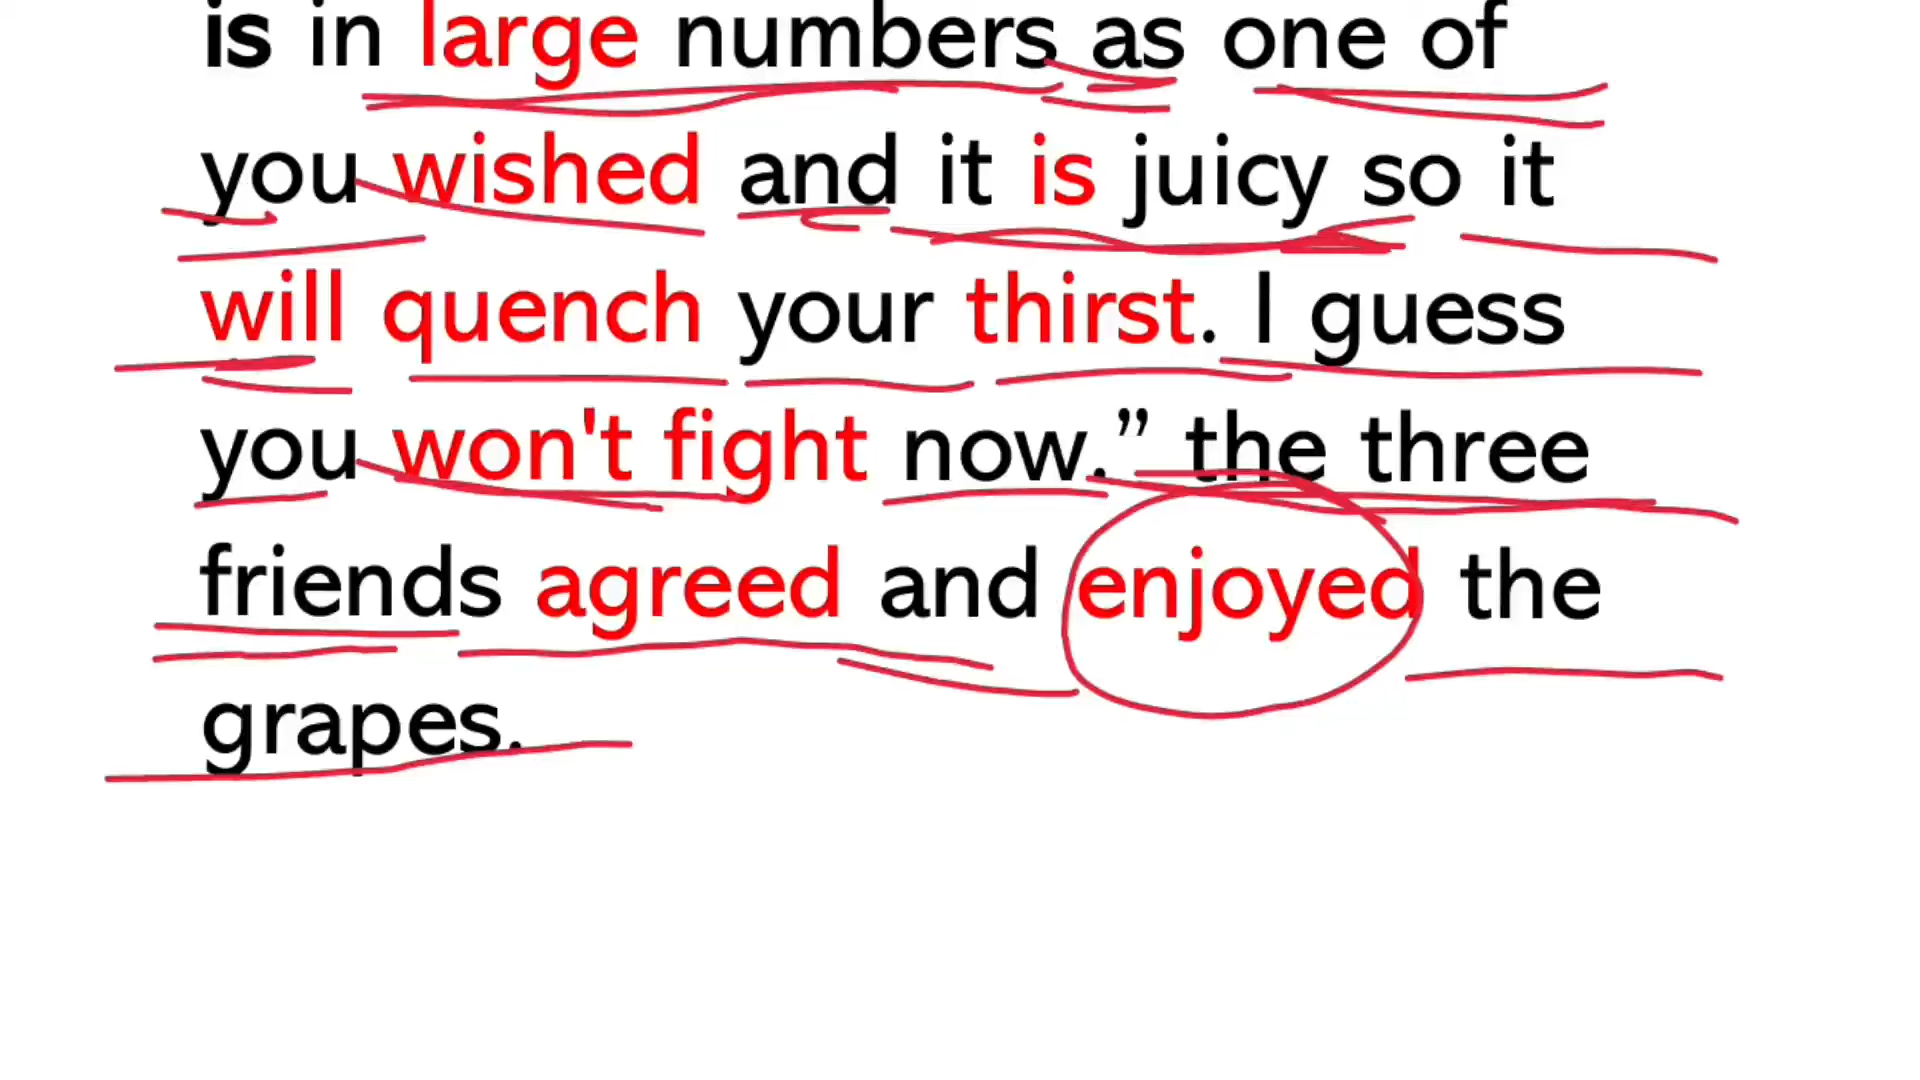 is in large numbers as one of
you wished and it is juicy so it
will quench your thirst. I guess
you won't fight now.” the three
friends agreed and enjoyed the
grapes.